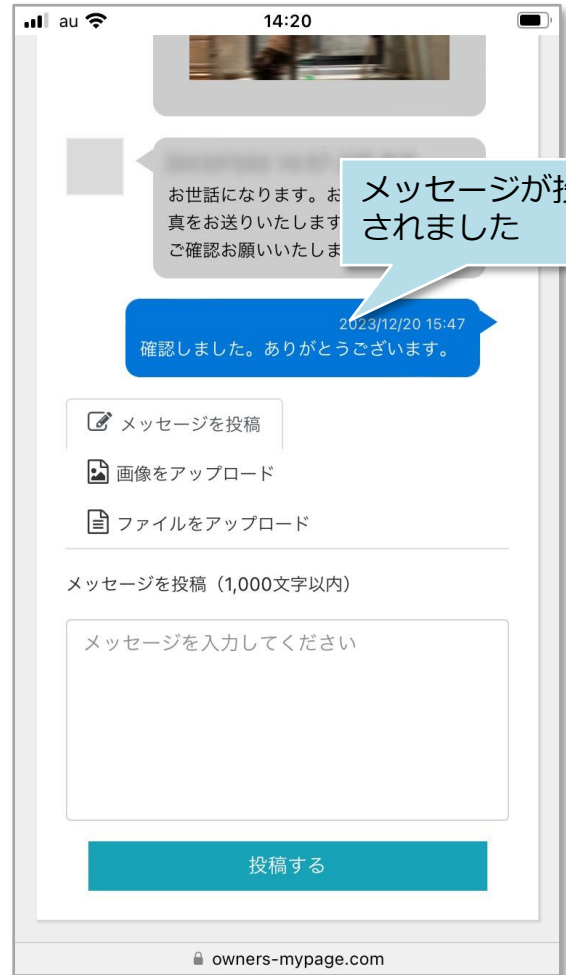 au
14:20
お世話になります。お
真をお送りいたします
ご確認お願いいたしま
メッセージが
されました
2023/12/20 15:47
確認しました。ありがとうございます。
メッセージを投稿
画像をアップロード
ファイルをアップロード
メッセージを投稿（1,000文字以内）
メッセージを入力してください
投稿する
owners-mypage.com